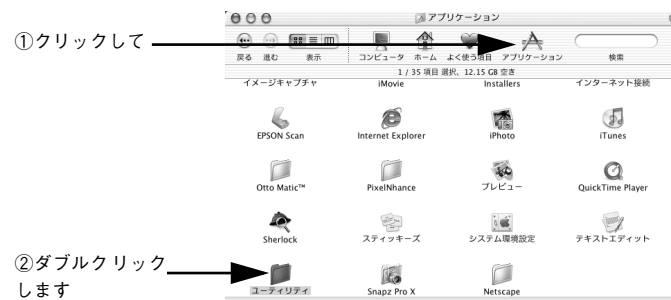 アプリケーション
①クリックして
戻る 進む 表示 コンピュータ ホーム よく使う項目 アプリケーション 検索
1 / 35 項目 選択、12.15 GB 空き
イメージキャプチャ iMovie Installers インターネット接続
EPSON Scan Internet Explorer iPhoto iTunes
Otto Matic™ PixelNhance プレビュー QuickTime Player
Sherlock スティッキーズ システム環境設定 テキストエディット
②ダブルクリック
します
ユーティリティ Snapz Pro X Netscape